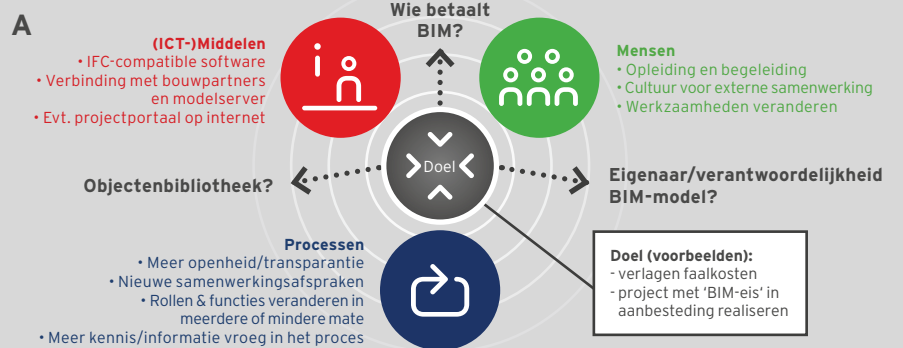 A
Wie betaalt
BIM?
(ICT-)Middelen
• IFC-compatible software
• Verbinding met bouwpartners
en modelserver
• Evt. projectportaal op internet
Mensen
• Opleiding en begeleiding
• Cultuur voor externe samenwerking
• Werkzaamheden veranderen
Objectenbibliotheek?
Doel
Eigenaar/verantwoordelijkheid
BIM-model?
Processen
• Meer openheid/transparantie
• Nieuwe samenwerkingsafspraken
• Rollen & functies veranderen in
meerdere of mindere mate
• Meer kennis/informatie vroeg in het proces
Doel (voorbeelden):
- verlagen faalkosten
- project met ‘BIM-eis’ in
aanbesteding realiseren